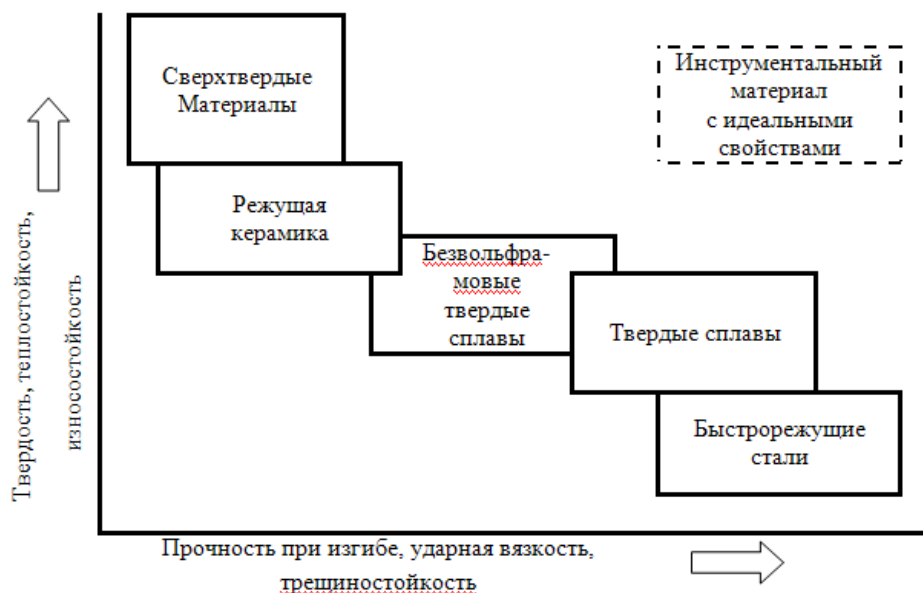 Сверхтвердые
Материалы
Инструментальный
материал
с идеальными
свойствами
Режущая
керамика
Безвольфра-
мовые
твердые
сплавы
Твердые сплавы
Быстрорежущие
стали
Твердость, теплостойкость,
износостойкость
Прочность при изгибе, ударная вязкость,
трещиностойкость